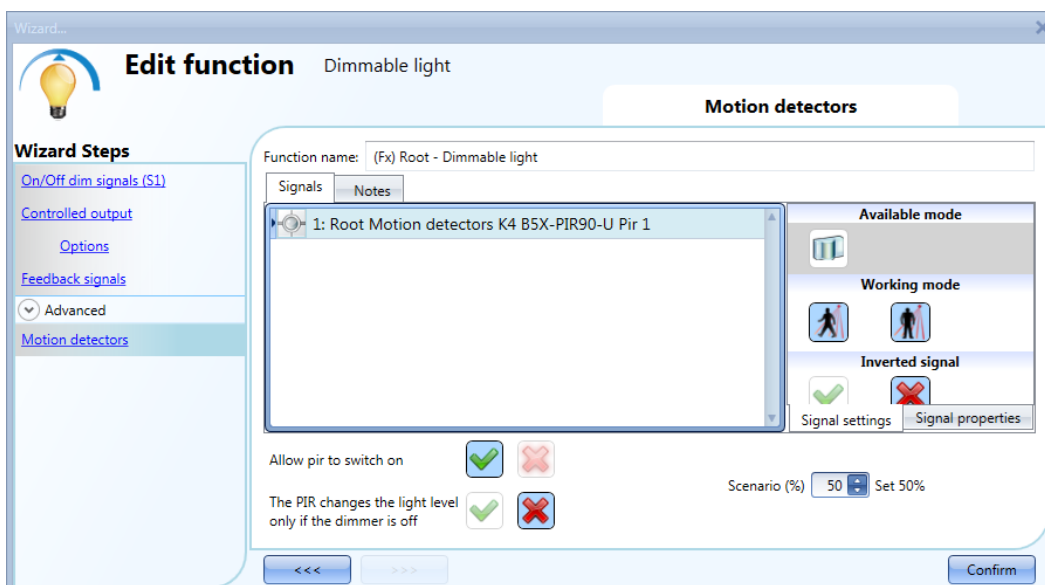 Wizard...
Edit function Dimmable light
Motion detectors
Wizard Steps
On/Off dim signals (S1)
Controlled output
Options
Feedback signals
Advanced
Motion detectors
Function name: (Fx) Root - Dimmable light
Signals Notes
1: Root Motion detectors K4 B5X-PIR90-U Pir 1
Available mode
Working mode
Inverted signal
Signal settings Signal properties
Allow pir to switch on
The PIR changes the light level
only if the dimmer is off
Scenario (%) 50 Set 50%
<<< >>> Confirm